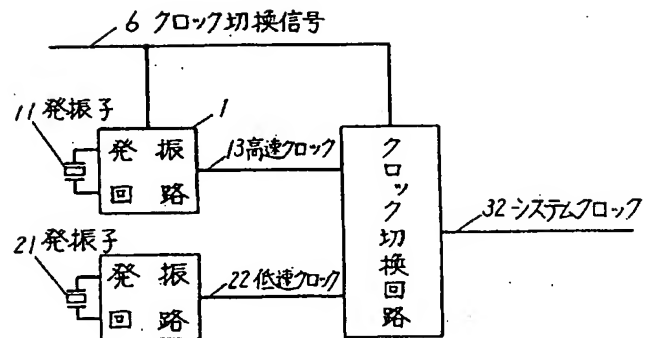 6 クロック切換信号
11 発振子
1
発振
回路
13 高速クロック
クロック切換回路
32 システムクロック
21 発振子
発振
回路
22 低速クロック